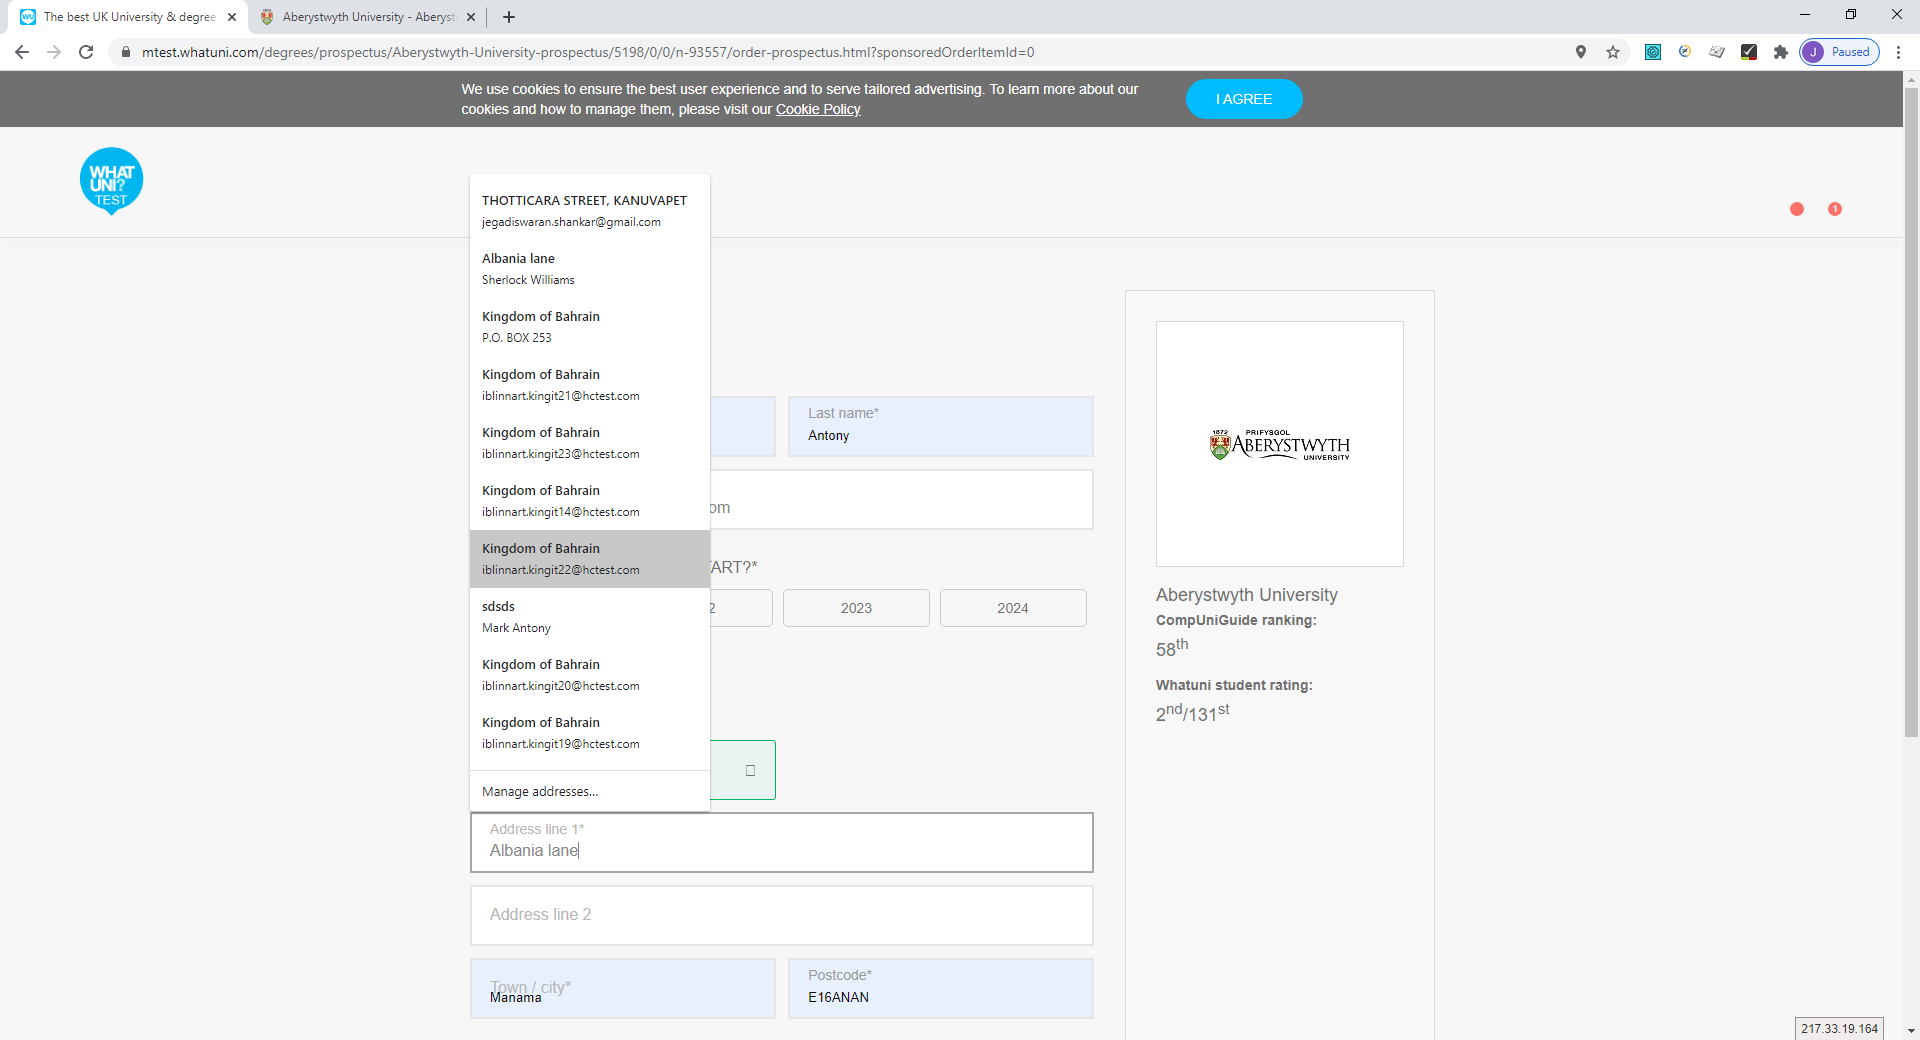 The best UK University & degree
Aberystwyth University - Aberyst
mtest.whatuni.com/degrees/prospectus/Aberystwyth-University-prospectus/5198/0/0/n-93557/order-prospectus.html?sponsoredOrderItemId=0
J Paused
We use cookies to ensure the best user experience and to serve tailored advertising. To learn more about our
cookies and how to manage them, please visit our Cookie Policy
I AGREE
WHAT
UNI?
TEST
1
THOTTICARA STREET, KANUVAPET
jegadiswaran.shankar@gmail.com
Albania lane
Sherlock Williams
Kingdom of Bahrain
P.O. BOX 253
Kingdom of Bahrain
iblinnart.kingit21@hctest.com
Kingdom of Bahrain
iblinnart.kingit23@hctest.com
Kingdom of Bahrain
iblinnart.kingit14@hctest.com
Kingdom of Bahrain
iblinnart.kingit22@hctest.com
sdsds
Mark Antony
Kingdom of Bahrain
iblinnart.kingit20@hctest.com
Kingdom of Bahrain
iblinnart.kingit19@hctest.com
Manage addresses...
Last name*
Antony
om
TART?*
2
2023
2024
Address line 1*
Albania lane
Address line 2
Town / city*
Manama
Postcode*
E16ANAN
1872 PRIFYSGOL
ABERYSTWYTH
UNIVERSITY
Aberystwyth University
CompUniGuide ranking:
58th
Whatuni student rating:
2nd/131st
217.33.19.164